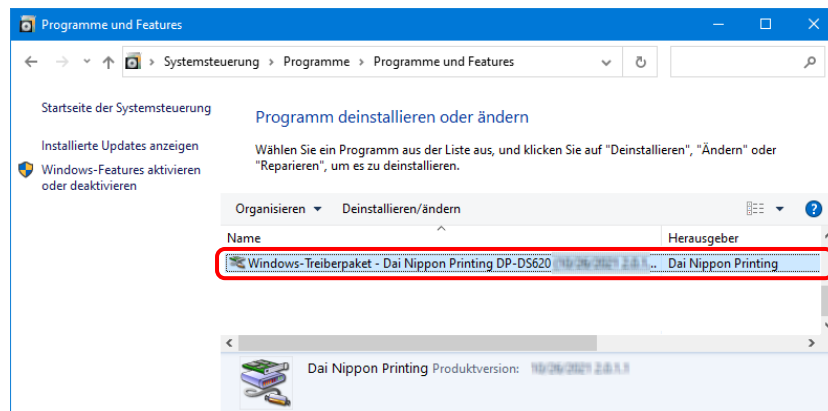 Programme und Features
Systemsteuerung > Programme > Programme und Features
Startseite der Systemsteuerung
Installierte Updates anzeigen
Windows-Features aktivieren
oder deaktivieren
Programm deinstallieren oder ändern
Wählen Sie ein Programm aus der Liste aus, und klicken Sie auf "Deinstallieren", "Ändern" oder
"Reparieren", um es zu deinstallieren.
Organisieren Deinstallieren/ändern
Name Herausgeber
Windows-Treiberpaket - Dai Nippon Printing DP-DS620 ... Dai Nippon Printing
Dai Nippon Printing Produktversion: